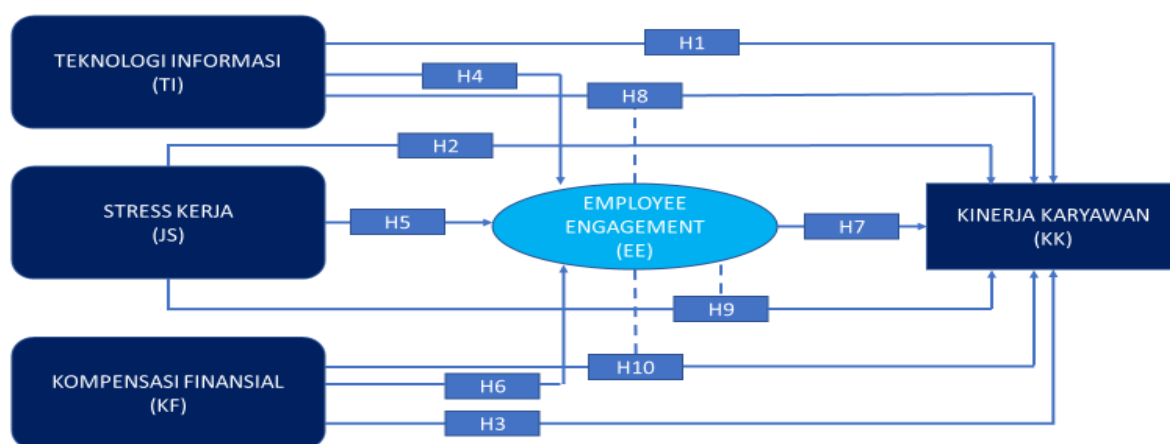 TEKNOLOGI INFORMASI
(TI)
H1
H4
H8
H2
STRESS KERJA
(JS)
H5
EMPLOYEE
ENGAGEMENT
(EE)
H7
KINERJA KARYAWAN
(KK)
H9
KOMPENSASI FINANSIAL
(KF)
H10
H6
H3